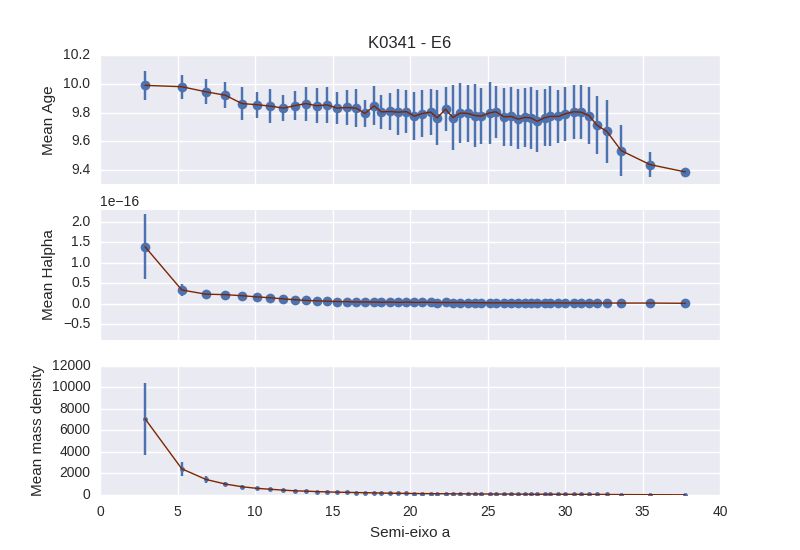 K0341 - E6
10.2
10.0
9.8
9.6
9.4
Mean Age
1e−16
2.0
1.5
1.0
0.5
0.0
−0.5
Mean Halpha
12000
10000
8000
6000
4000
2000
0
Mean mass density
0 5 10 15 20 25 30 35 40
Semi-eixo a